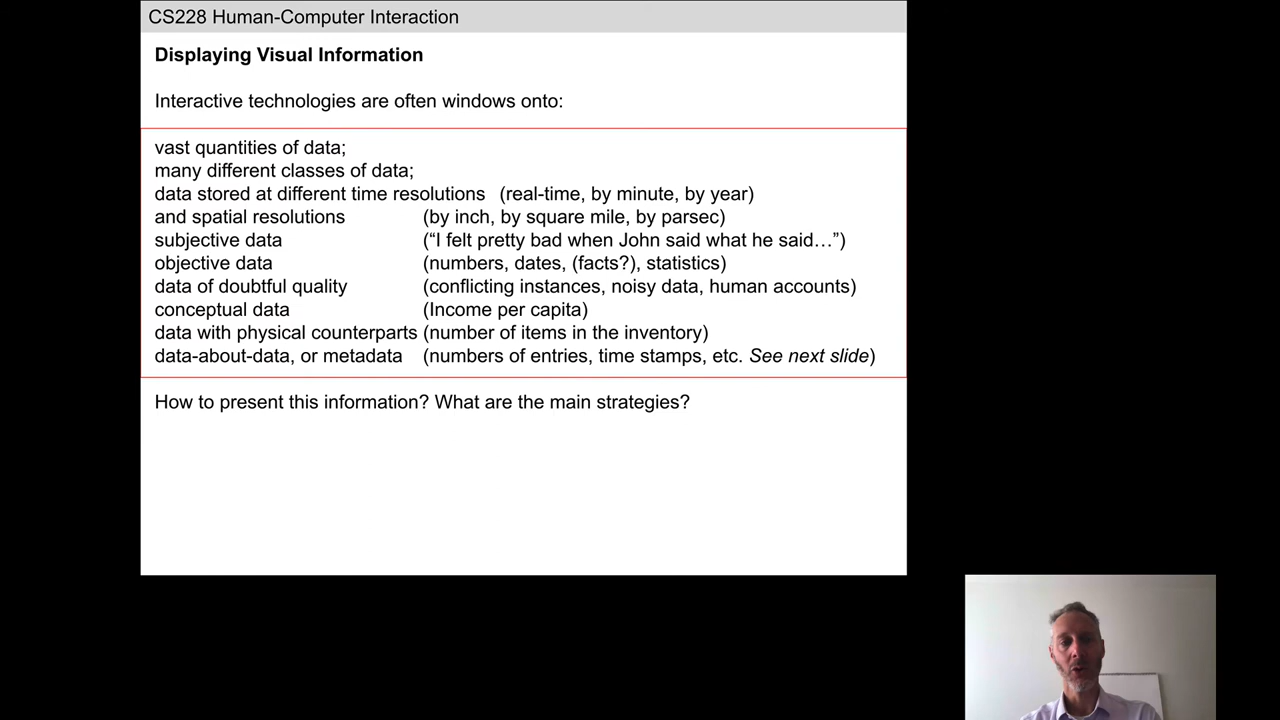 CS228 Human-Computer Interaction
Displaying Visual Information
Interactive technologies are often windows onto:
vast quantities of data;
many different classes of data;
data stored at different time resolutions (real-time, by minute, by year)
and spatial resolutions (by inch, by square mile, by parsec)
subjective data (“I felt pretty bad when John said what he said…”)
objective data (numbers, dates, (facts?), statistics)
data of doubtful quality (conflicting instances, noisy data, human accounts)
conceptual data (Income per capita)
data with physical counterparts (number of items in the inventory)
data-about-data, or metadata (numbers of entries, time stamps, etc. See next slide)
How to present this information? What are the main strategies?